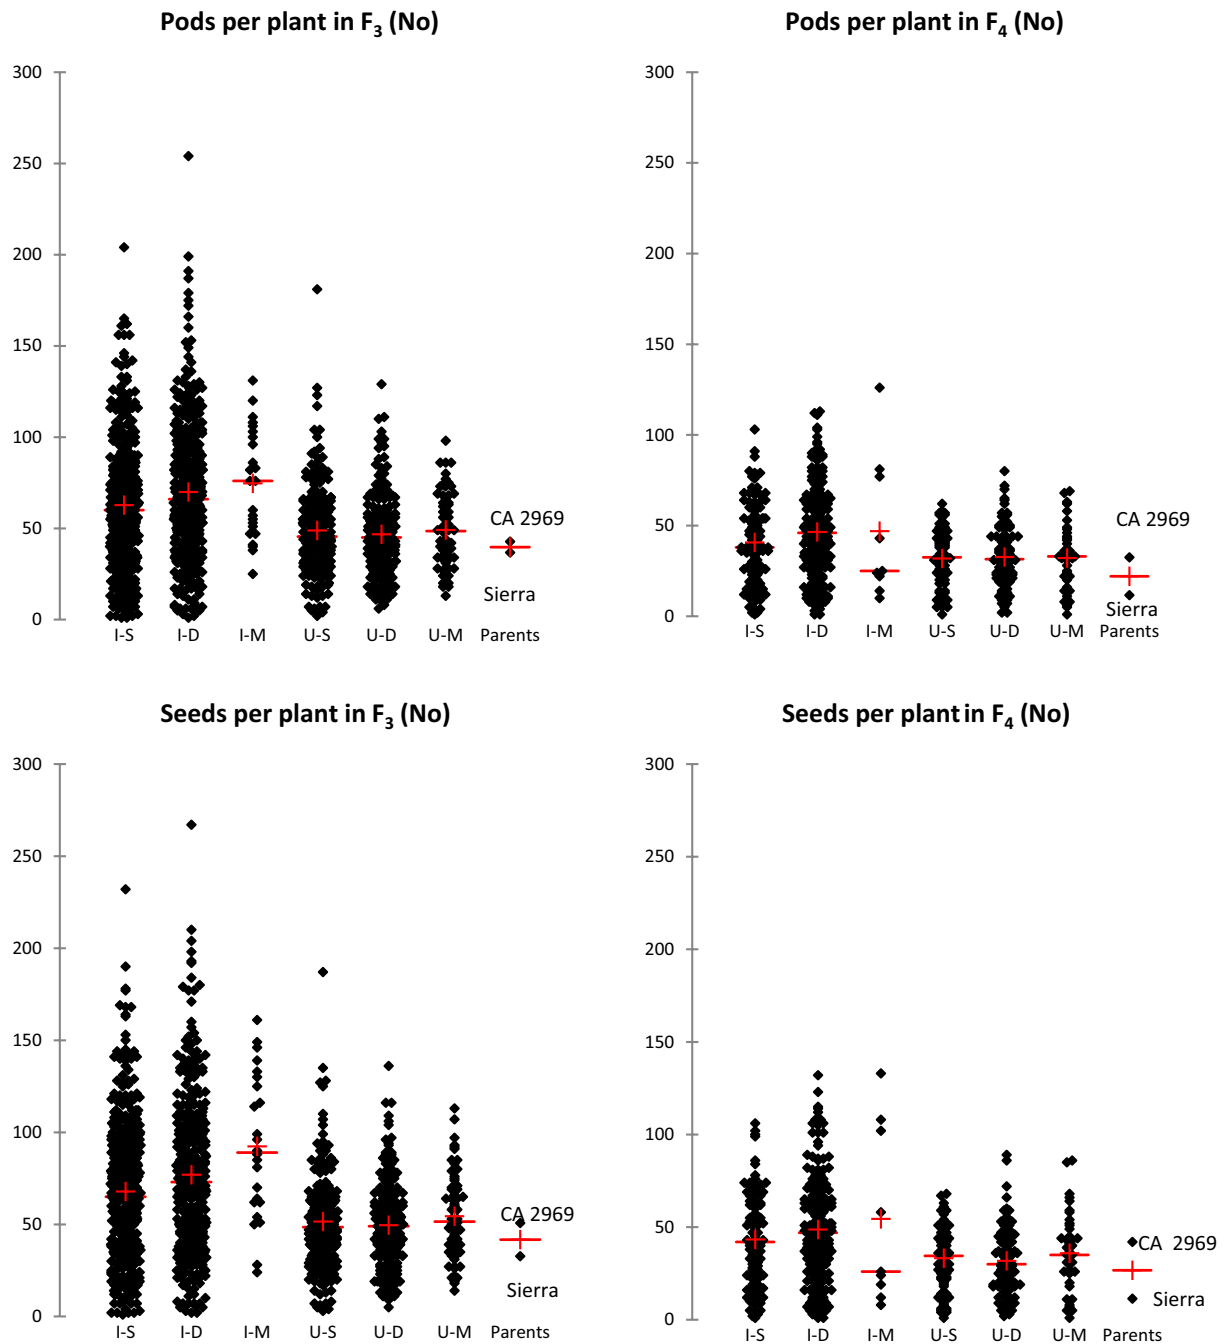 Pods per plant in F3 (No)
300
250
200
150
100
50
0
CA 2969
Sierra
I-S I-D I-M U-S U-D U-M Parents
Pods per plant in F4 (No)
300
250
200
150
100
50
0
CA 2969
Sierra
I-S I-D I-M U-S U-D U-M Parents
Seeds per plant in F3 (No)
300
250
200
150
100
50
0
CA 2969
Sierra
I-S I-D I-M U-S U-D U-M Parents
Seeds per plant in F4 (No)
300
250
200
150
100
50
0
CA 2969
Sierra
I-S I-D I-M U-S U-D U-M Parents